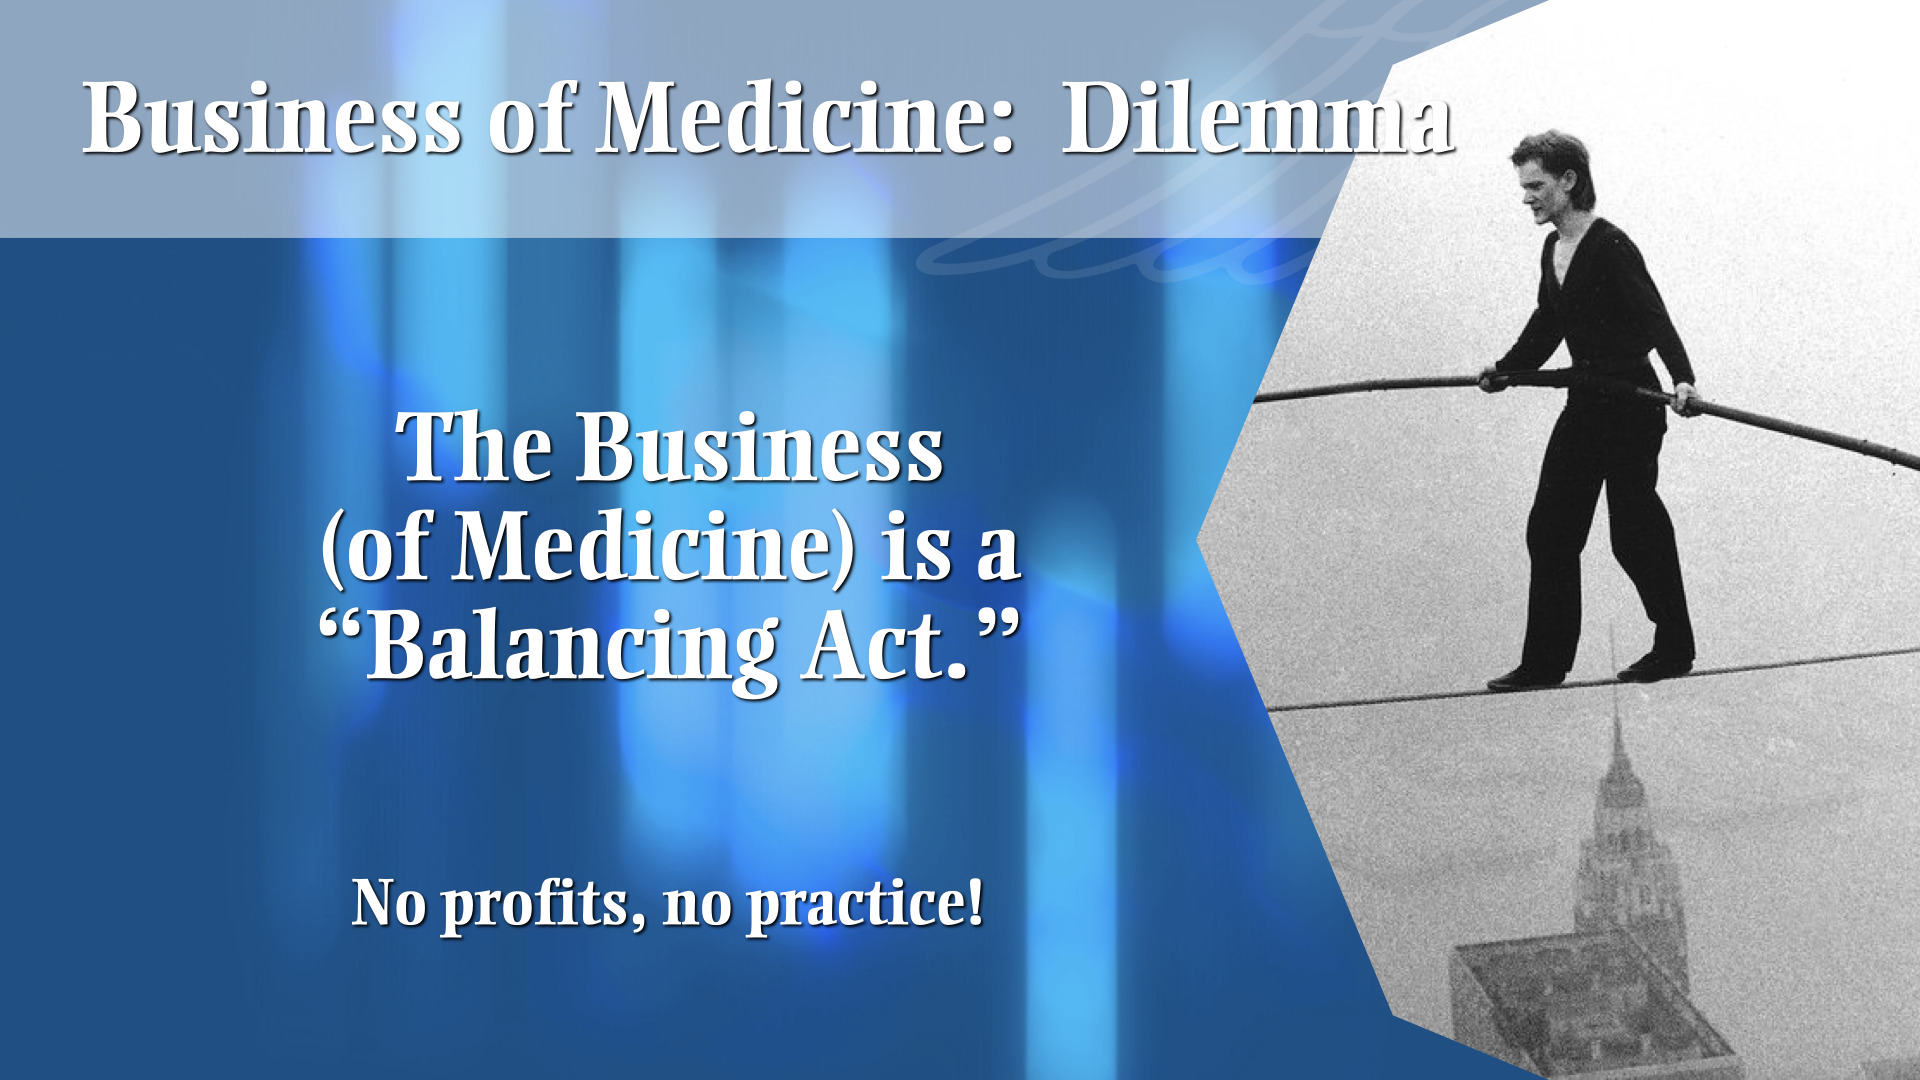 Business of Medicine:  Dilemma
The Business
(of Medicine) is a
“Balancing Act.”
No profits, no practice!